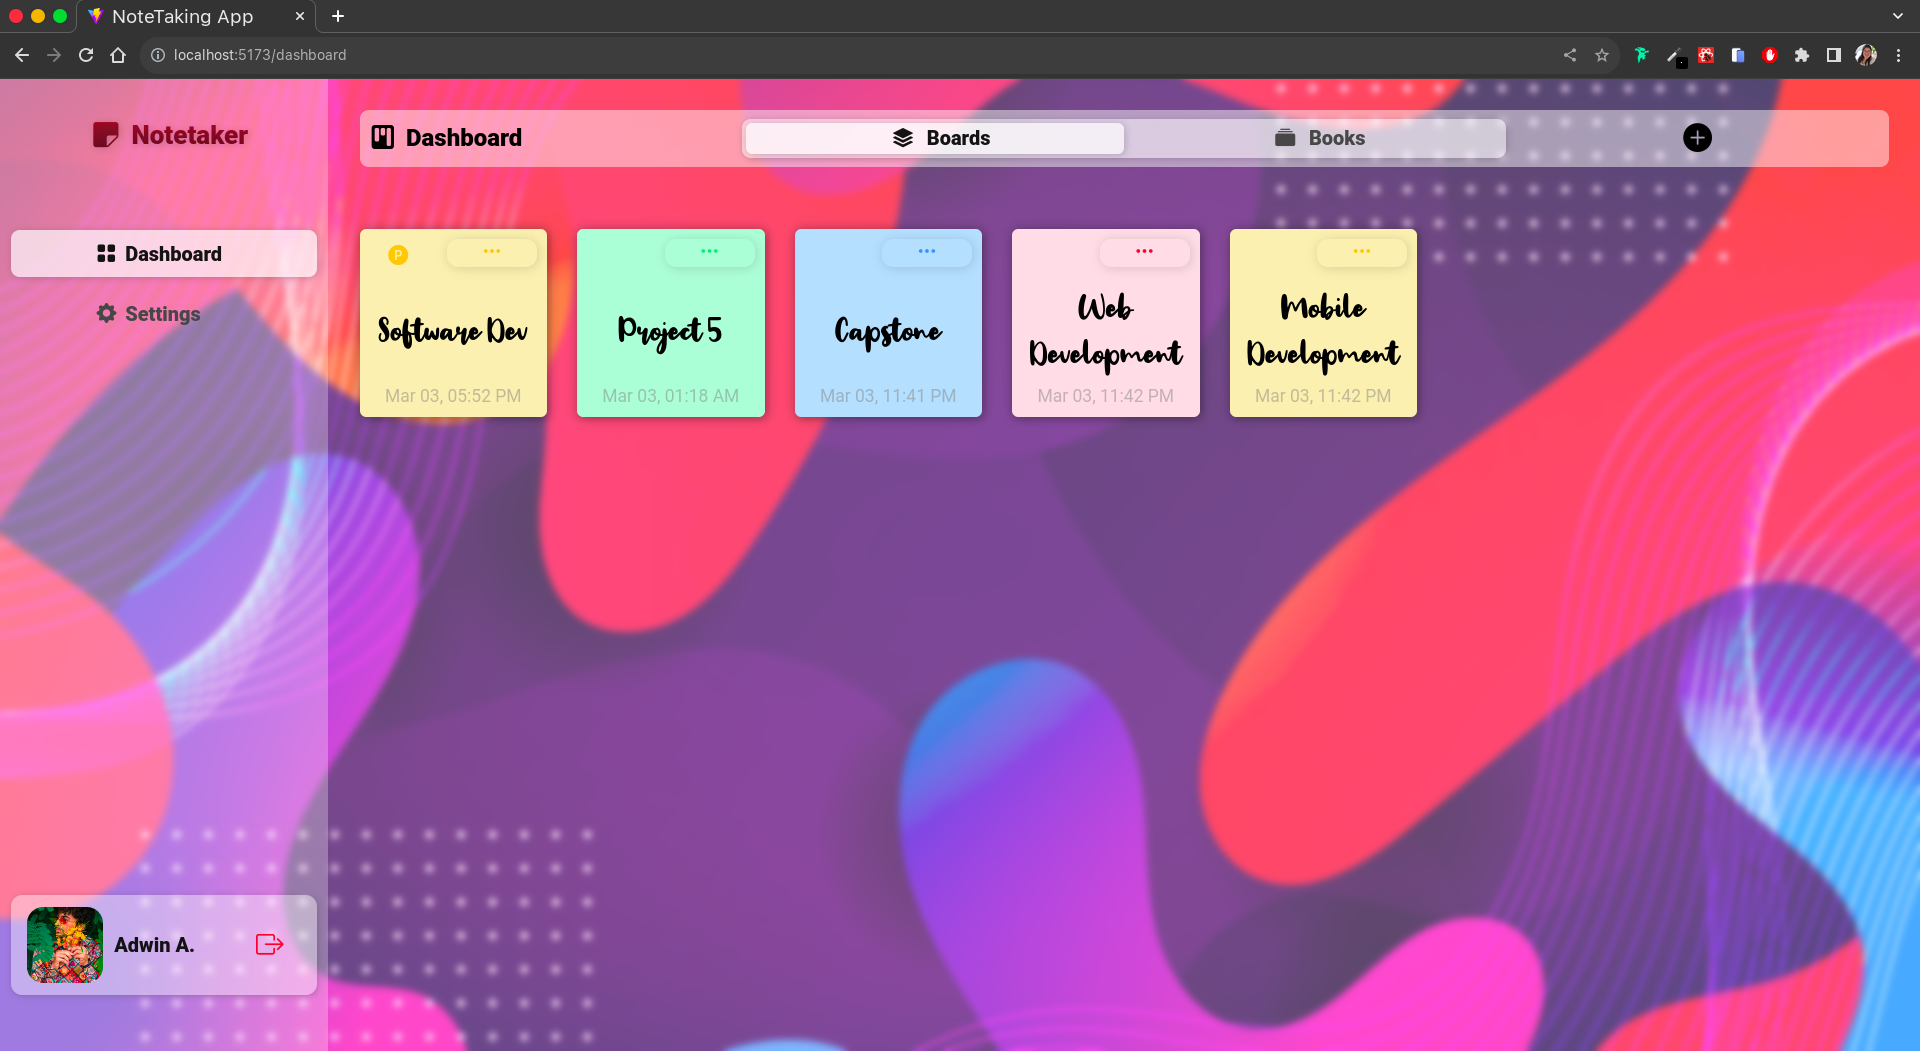 NoteTaking App
localhost:5173/dashboard
Notetaker
Dashboard
Boards
Books
Dashboard
Settings
P
Software Dev
Mar 03, 05:52 PM
Project 5
Mar 03, 01:18 AM
Capstone
Mar 03, 11:41 PM
Web
Development
Mar 03, 11:42 PM
Mobile
Development
Mar 03, 11:42 PM
Adwin A.